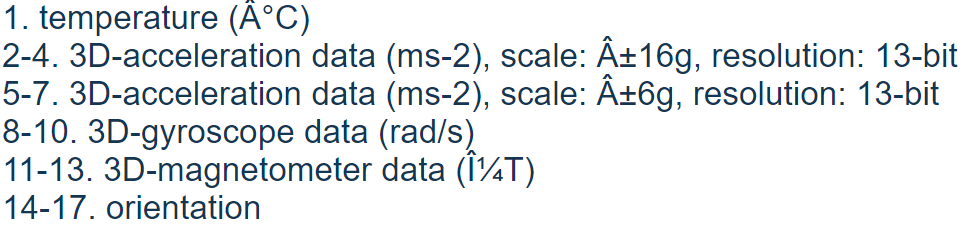 1. temperature (Â°C)
2-4. 3D-acceleration data (ms-2), scale: Â±16g, resolution: 13-bit
5-7. 3D-acceleration data (ms-2), scale: Â±6g, resolution: 13-bit
8-10. 3D-gyroscope data (rad/s)
11-13. 3D-magnetometer data (Î¼T)
14-17. orientation